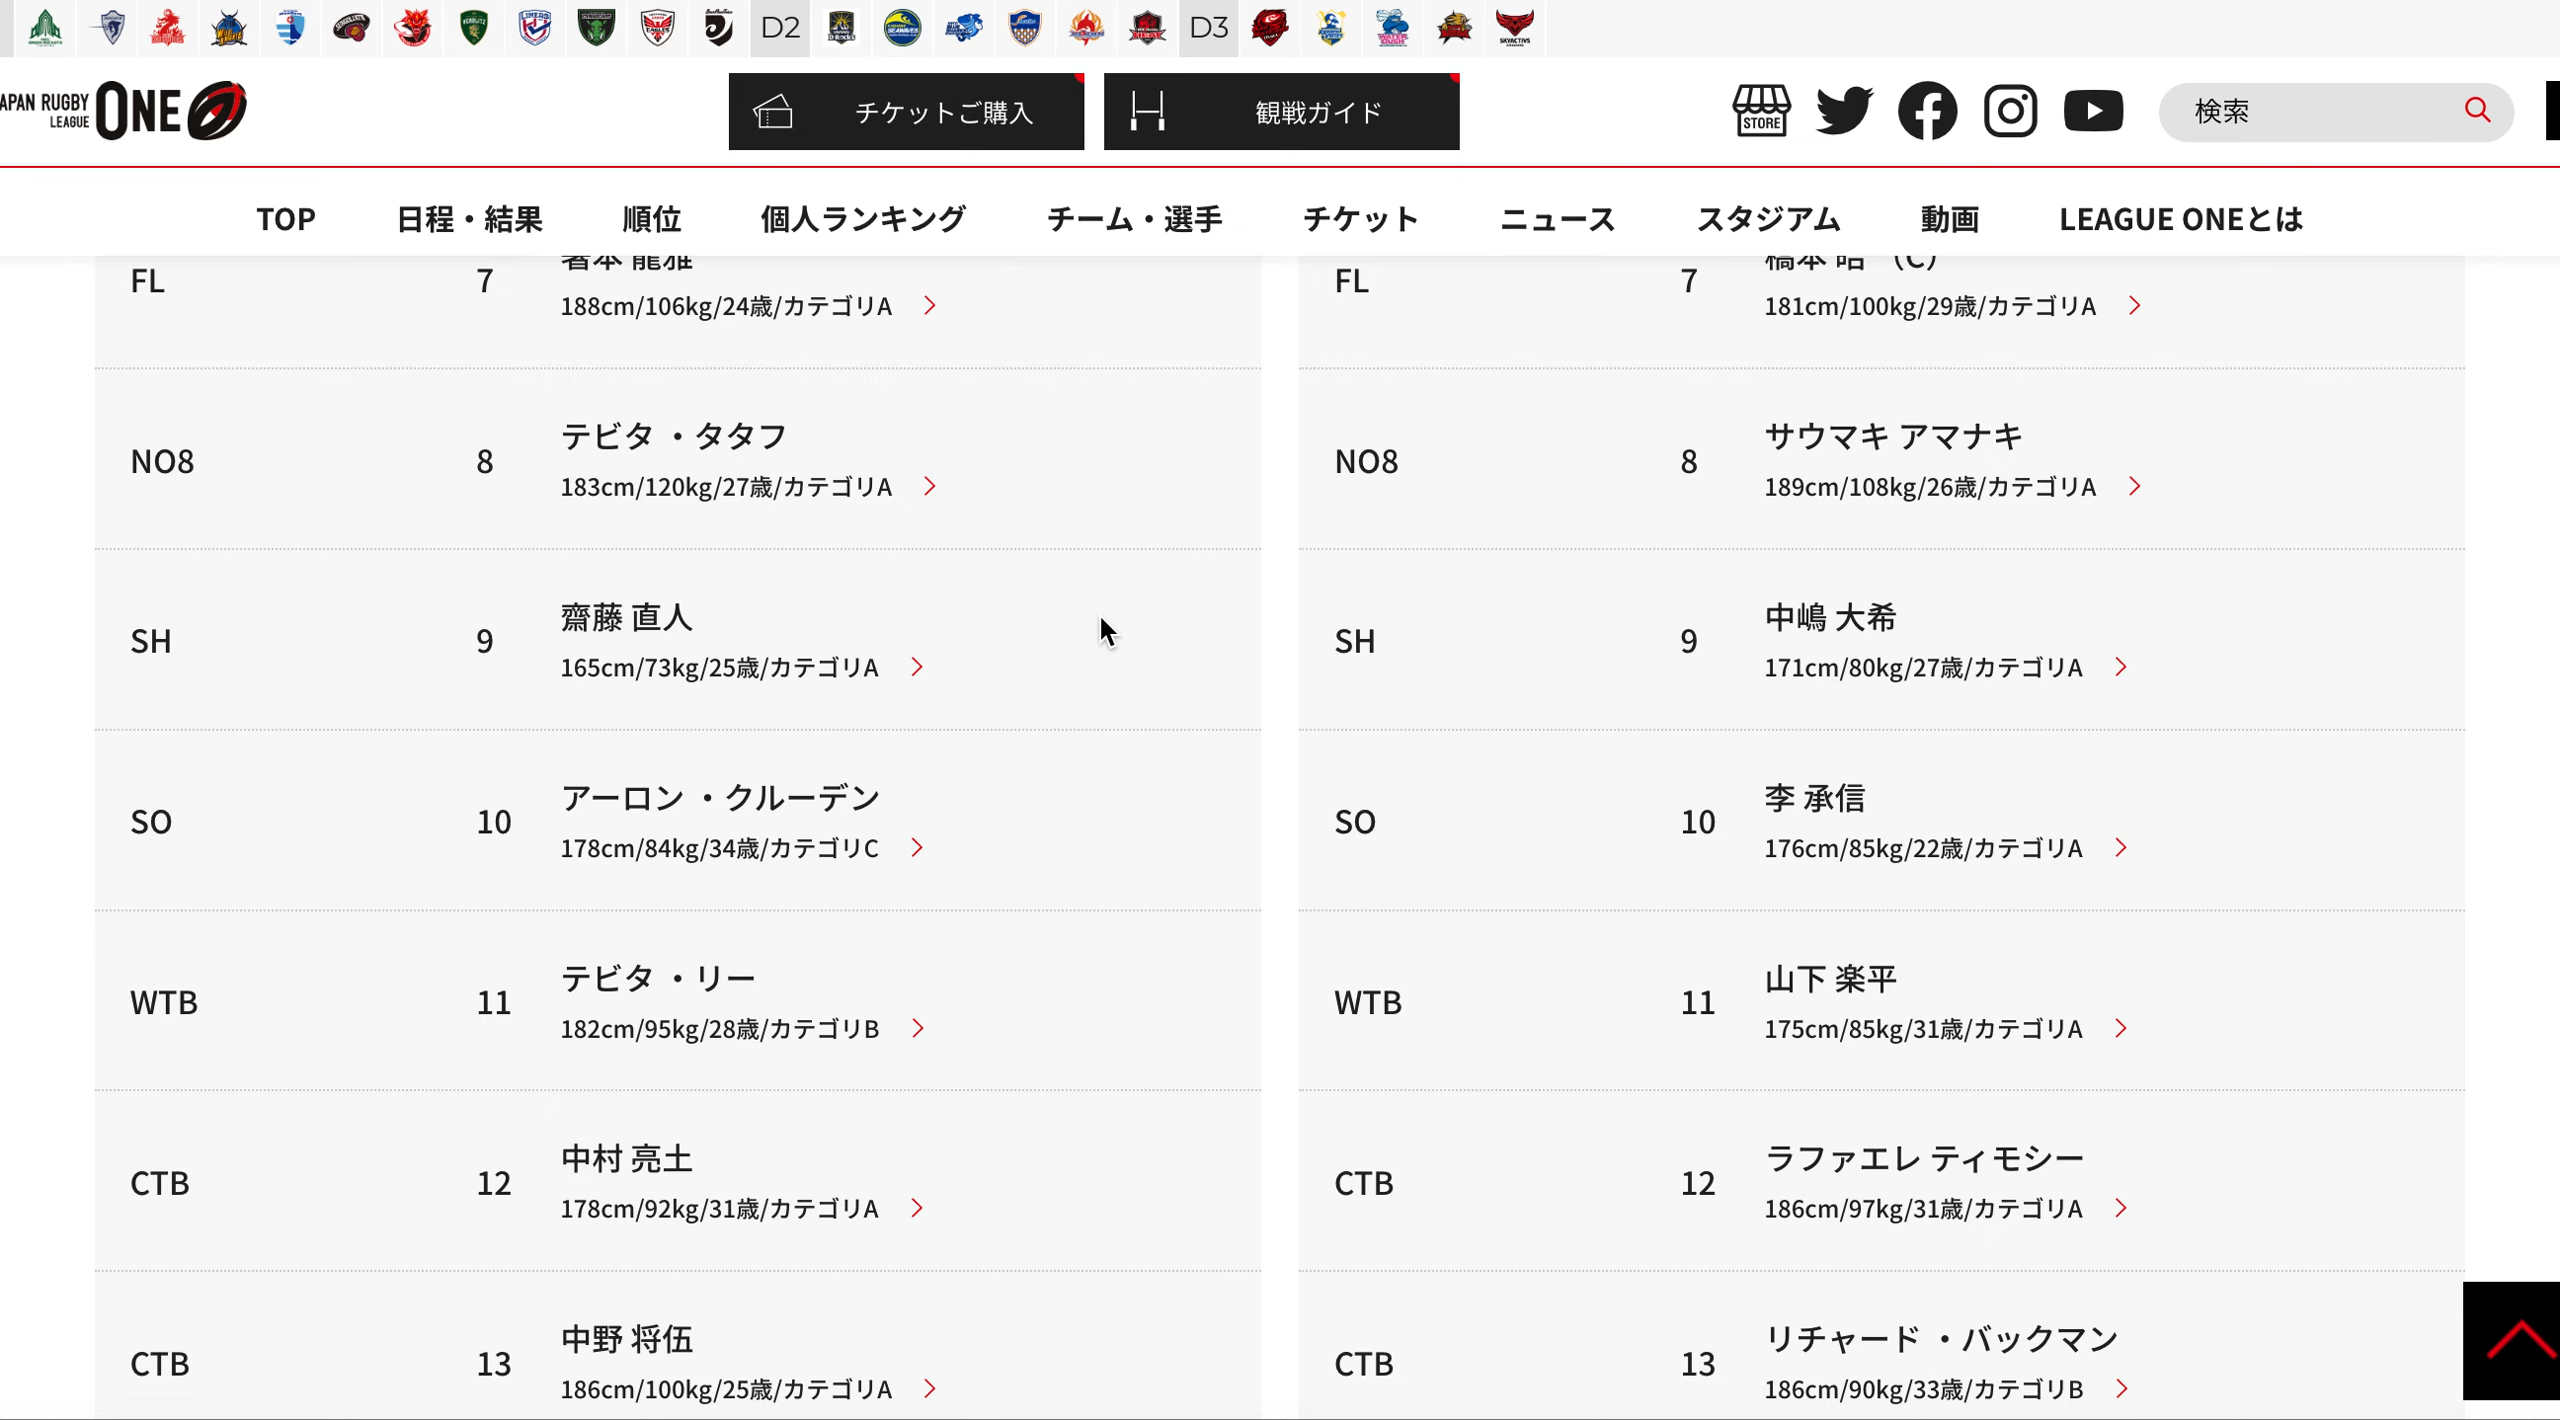 D2
D3
APAN RUGBY
LEAGUE
ONE
チケットご購入
観戦ガイド
STORE
検索
TOP
日程・結果
順位
個人ランキング
チーム・選手
チケット
ニュース
スタジアム
動画
LEAGUE ONEとは
FL
7
188cm/106kg/24歳/カテゴリA
FL
7
(C)
181cm/100kg/29歳/カテゴリA
NO8
8
テビタ ・タタフ
183cm/120kg/27歳/カテゴリA
NO8
8
サウマキ アマナキ
189cm/108kg/26歳/カテゴリA
SH
9
齋藤 直人
165cm/73kg/25歳/カテゴリA
SH
9
中嶋 大希
171cm/80kg/27歳/カテゴリA
SO
10
アーロン ・クルーデン
178cm/84kg/34歳/カテゴリC
SO
10
李 承信
176cm/85kg/22歳/カテゴリA
WTB
11
テビタ ・リー
182cm/95kg/28歳/カテゴリB
WTB
11
山下 楽平
175cm/85kg/31歳/カテゴリA
CTB
12
中村 亮土
178cm/92kg/31歳/カテゴリA
CTB
12
ラファエレ ティモシー
186cm/97kg/31歳/カテゴリA
CTB
13
中野 将伍
186cm/100kg/25歳/カテゴリA
CTB
13
リチャード ・バックマン
186cm/90kg/33歳/カテゴリB